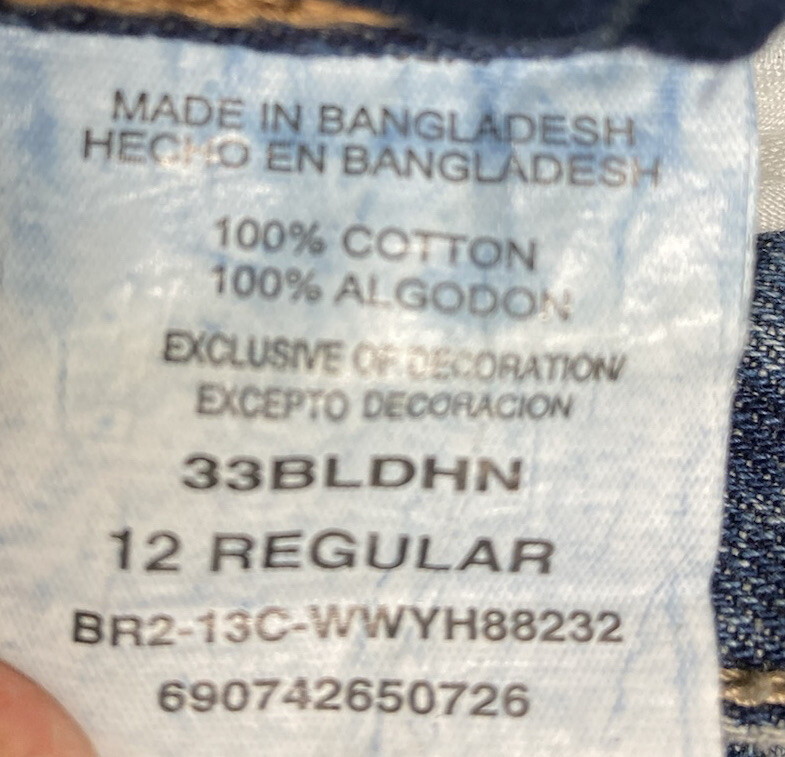 MADE IN BANGLADESH
HECHO EN BANGLADESH
100% COTTON
100% ALGODON
EXCLUSIVE OF DECORATION/
EXCEPTO DECORACION
33BLDHN
12 REGULAR
BR2-13C-WWYH88232
690742650726